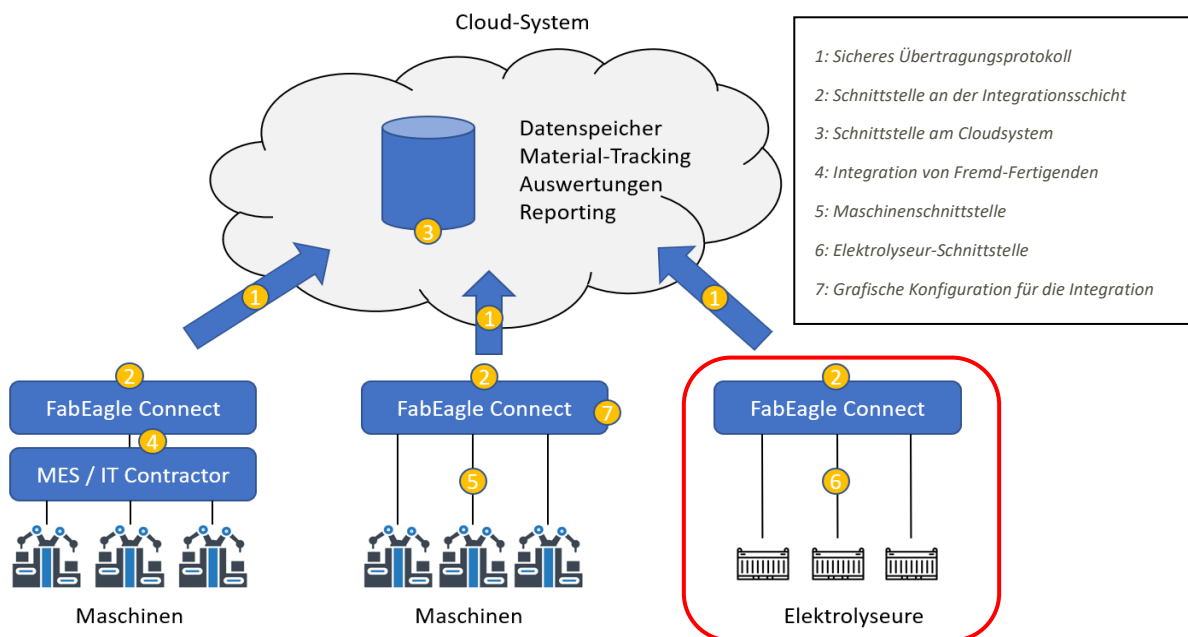 Cloud-System
Datenspeicher
Material-Tracking
Auswertungen
Reporting
3
1
1
1
1: Sicheres Übertragungsprotokoll
2: Schnittstelle an der Integrationsschicht
3: Schnittstelle am Cloudsystem
4: Integration von Fremd-Fertigenden
5: Maschinenschnittstelle
6: Elektrolyseur-Schnittstelle
7: Grafische Konfiguration für die Integration
2
FabEagle Connect
4
MES / IT Contractor
Maschinen
2
FabEagle Connect
7
5
Maschinen
2
FabEagle Connect
6
Elektrolyseure